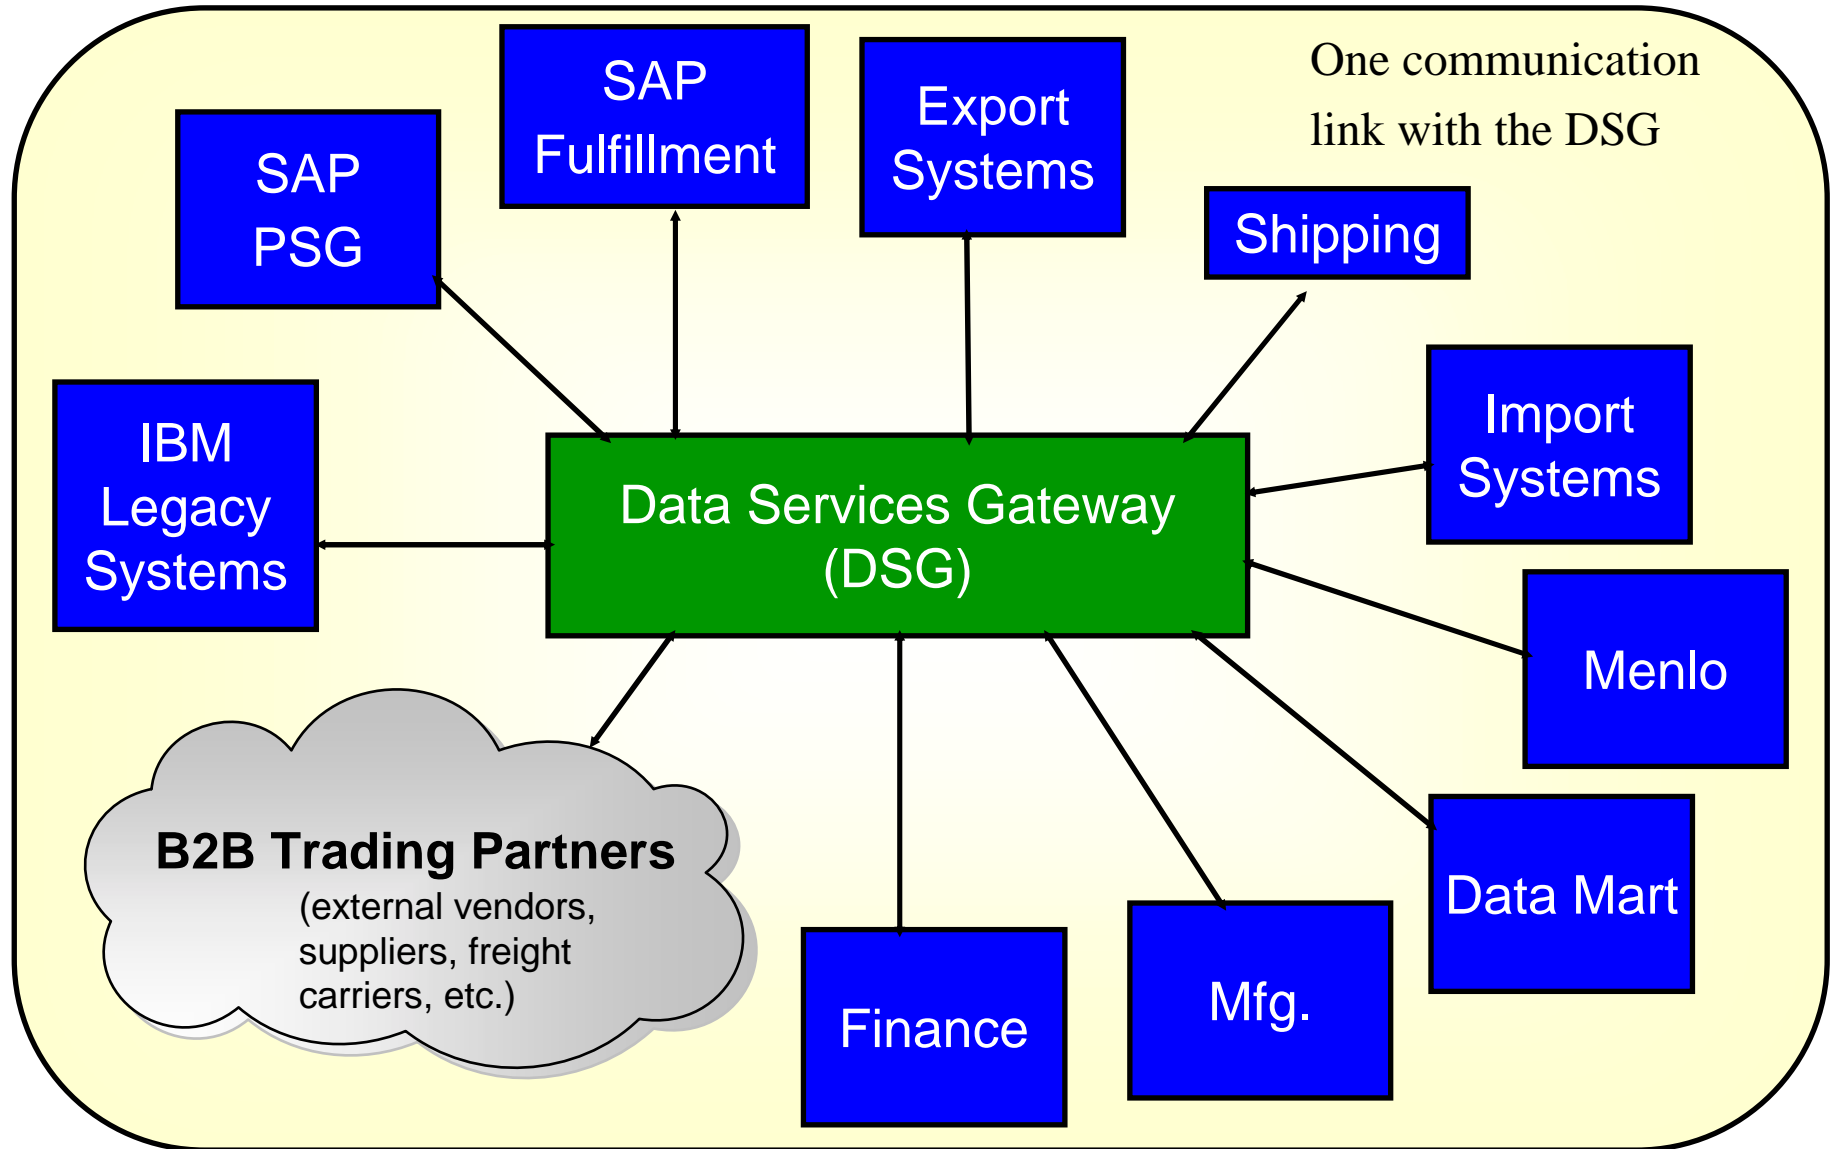 SAP
Fulfillment
Export
Systems
One communication
link with the DSG
SAP
PSG
Shipping
IBM
Legacy
Systems
Import
Systems
Data Services Gateway
(DSG)
Menlo
B2B Trading Partners
(external vendors,
suppliers, freight
carriers, etc.)
Data Mart
Mfg.
Finance